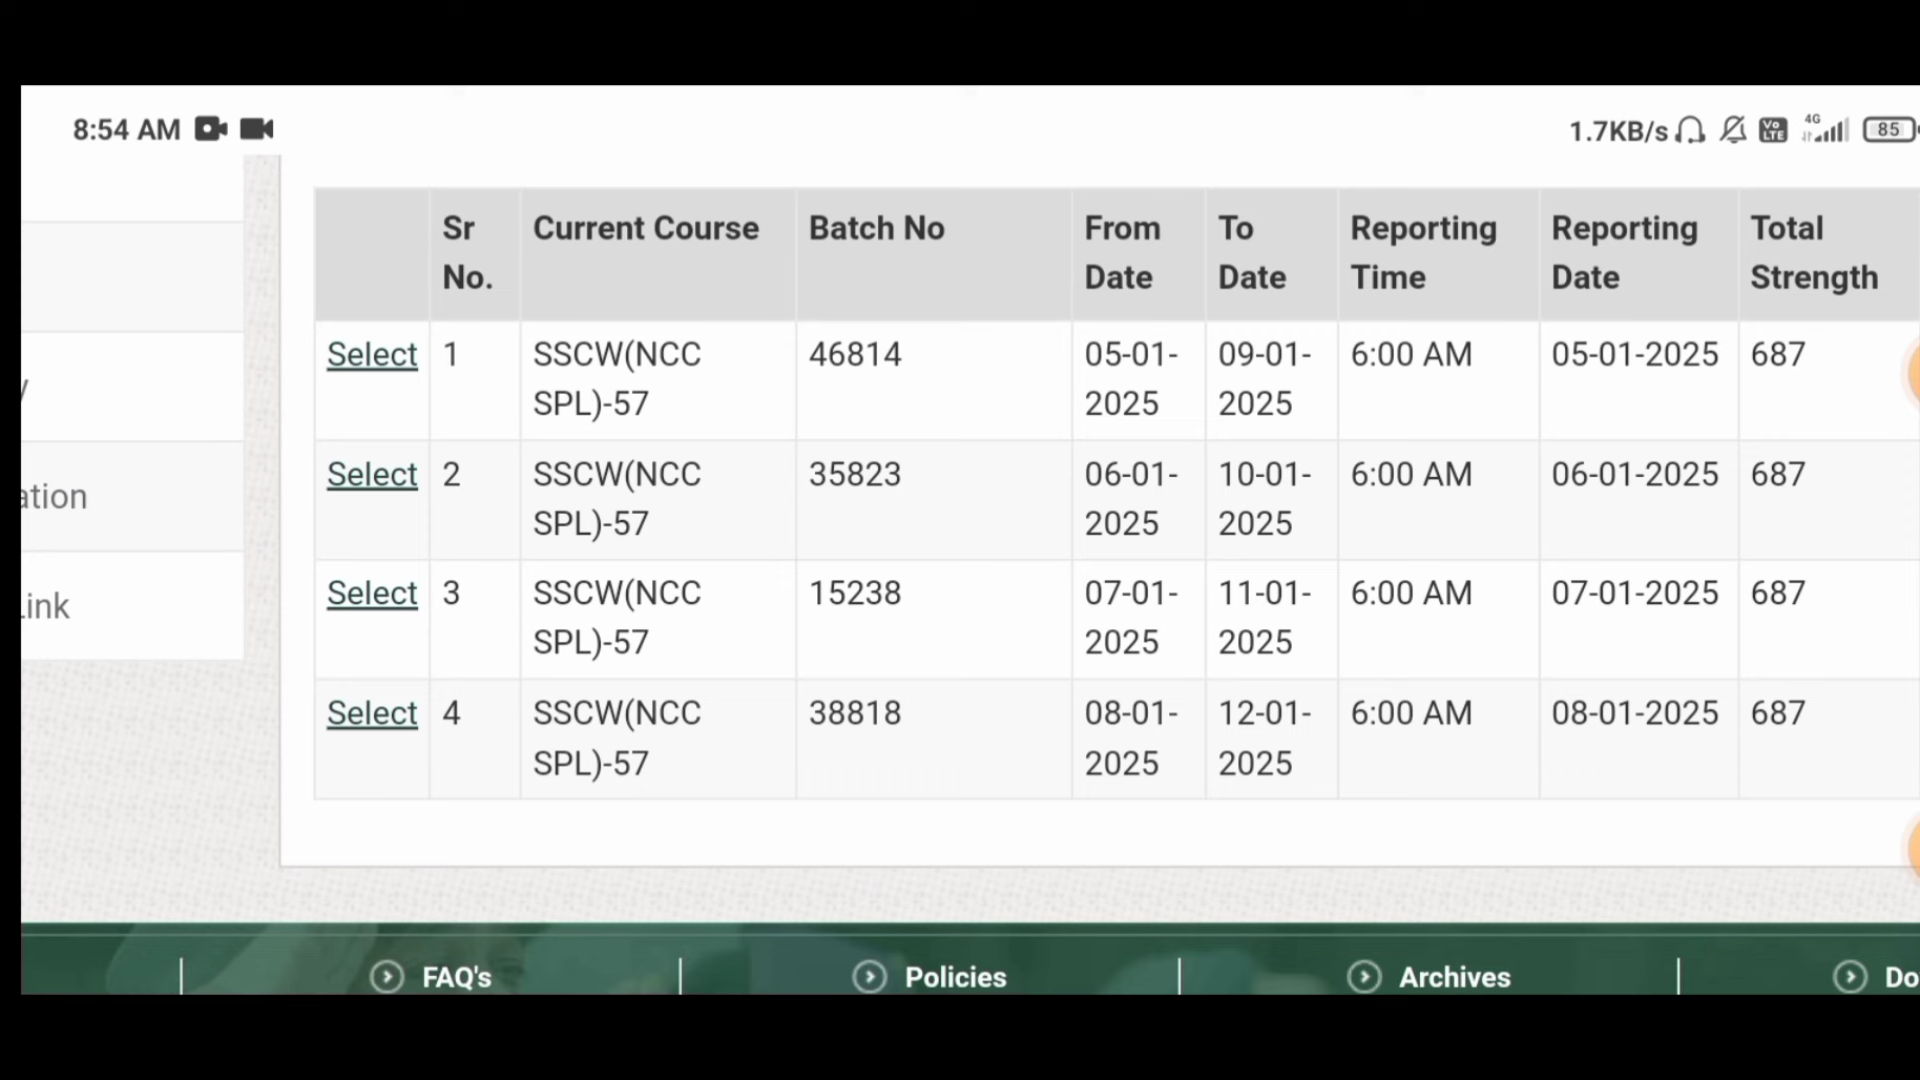 8:54 AM
1.7KB/s 4G 85
Sr No. Current Course Batch No From Date To Date Reporting Time Reporting Date Total Strength
Select 1 SSCW(NCC SPL)-57 46814 05-01-2025 09-01-2025 6:00 AM 05-01-2025 687
Select 2 SSCW(NCC SPL)-57 35823 06-01-2025 10-01-2025 6:00 AM 06-01-2025 687
Select 3 SSCW(NCC SPL)-57 15238 07-01-2025 11-01-2025 6:00 AM 07-01-2025 687
Select 4 SSCW(NCC SPL)-57 38818 08-01-2025 12-01-2025 6:00 AM 08-01-2025 687
ation
ink
FAQ's Policies Archives Do